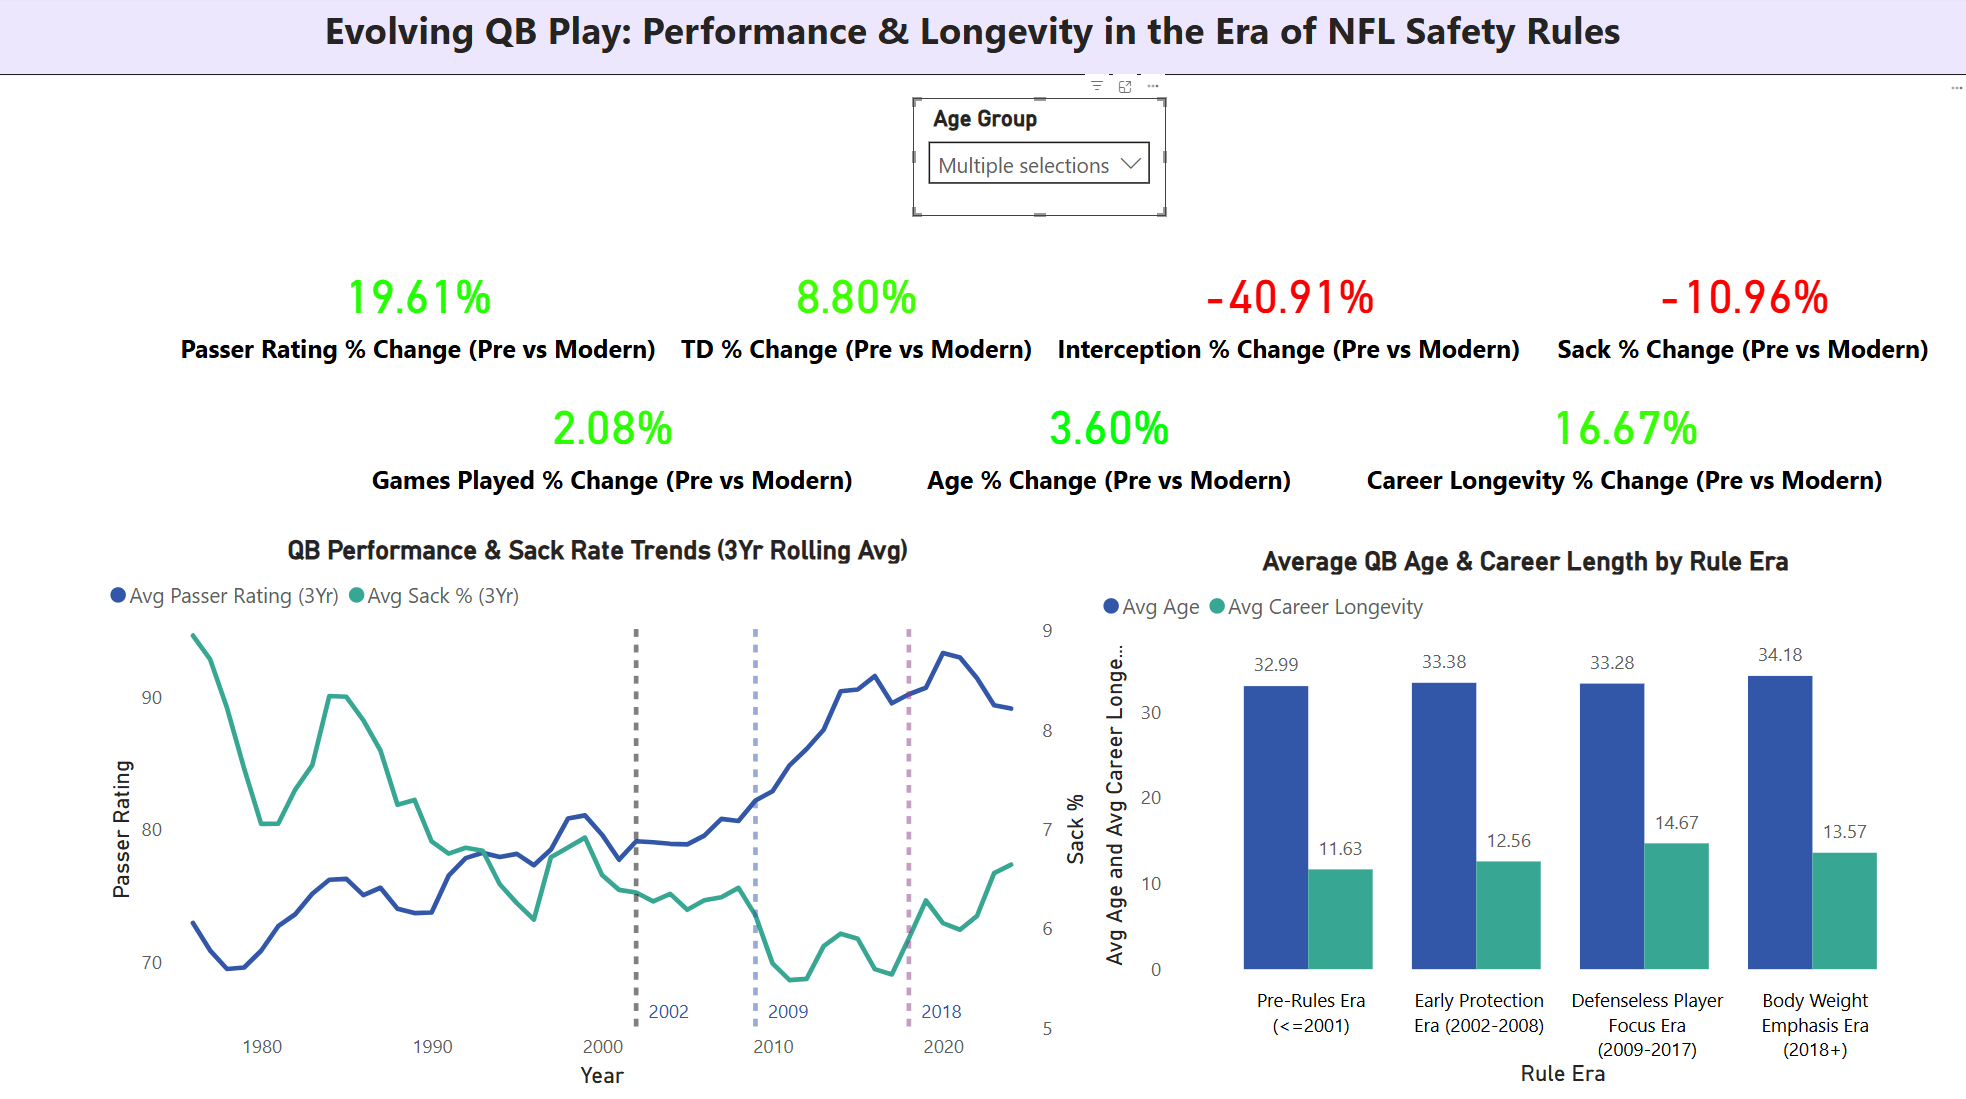 Evolving QB Play: Performance & Longevity in the Era of NFL Safety Rules
Age Group
Multiple selections
19.61%
Passer Rating % Change (Pre vs Modern)
8.80%
TD % Change (Pre vs Modern)
-40.91%
Interception % Change (Pre vs Modern)
-10.96%
Sack % Change (Pre vs Modern)
2.08%
Games Played % Change (Pre vs Modern)
3.60%
Age % Change (Pre vs Modern)
16.67%
Career Longevity % Change (Pre vs Modern)
QB Performance & Sack Rate Trends (3Yr Rolling Avg)
Avg Passer Rating (3Yr)
Avg Sack % (3Yr)
Passer Rating
90
80
70
9
8
7
6
5
Sack %
2002
2009
2018
1980
1990
2000
2010
2020
Year
Average QB Age & Career Length by Rule Era
Avg Age
Avg Career Longevity
Avg Age and Avg Career Longe...
30
20
10
0
32.99
11.63
33.38
12.56
33.28
14.67
34.18
13.57
Pre-Rules Era
(<=2001)
Early Protection
Era (2002-2008)
Defenseless Player
Focus Era
(2009-2017)
Body Weight
Emphasis Era
(2018+)
Rule Era